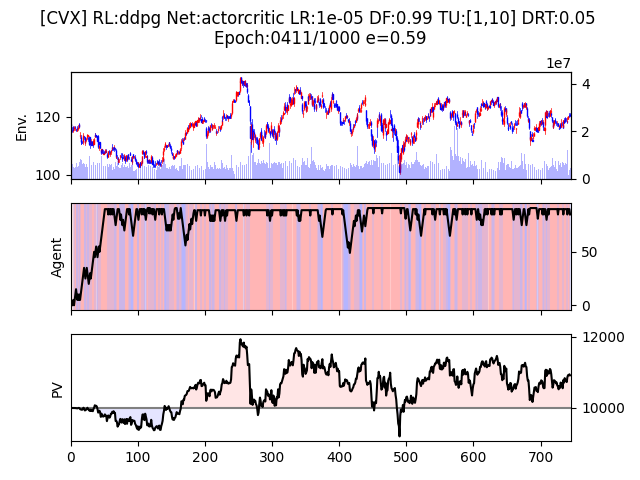 [CVX] RL:ddpg Net:actorcritic LR:1e-05 DF:0.99 TU:[1,10] DRT:0.05
Epoch:0411/1000 e=0.59
1e7
Env.
120
100
4
2
0
Agent
50
0
PV
12000
10000
0 100 200 300 400 500 600 700